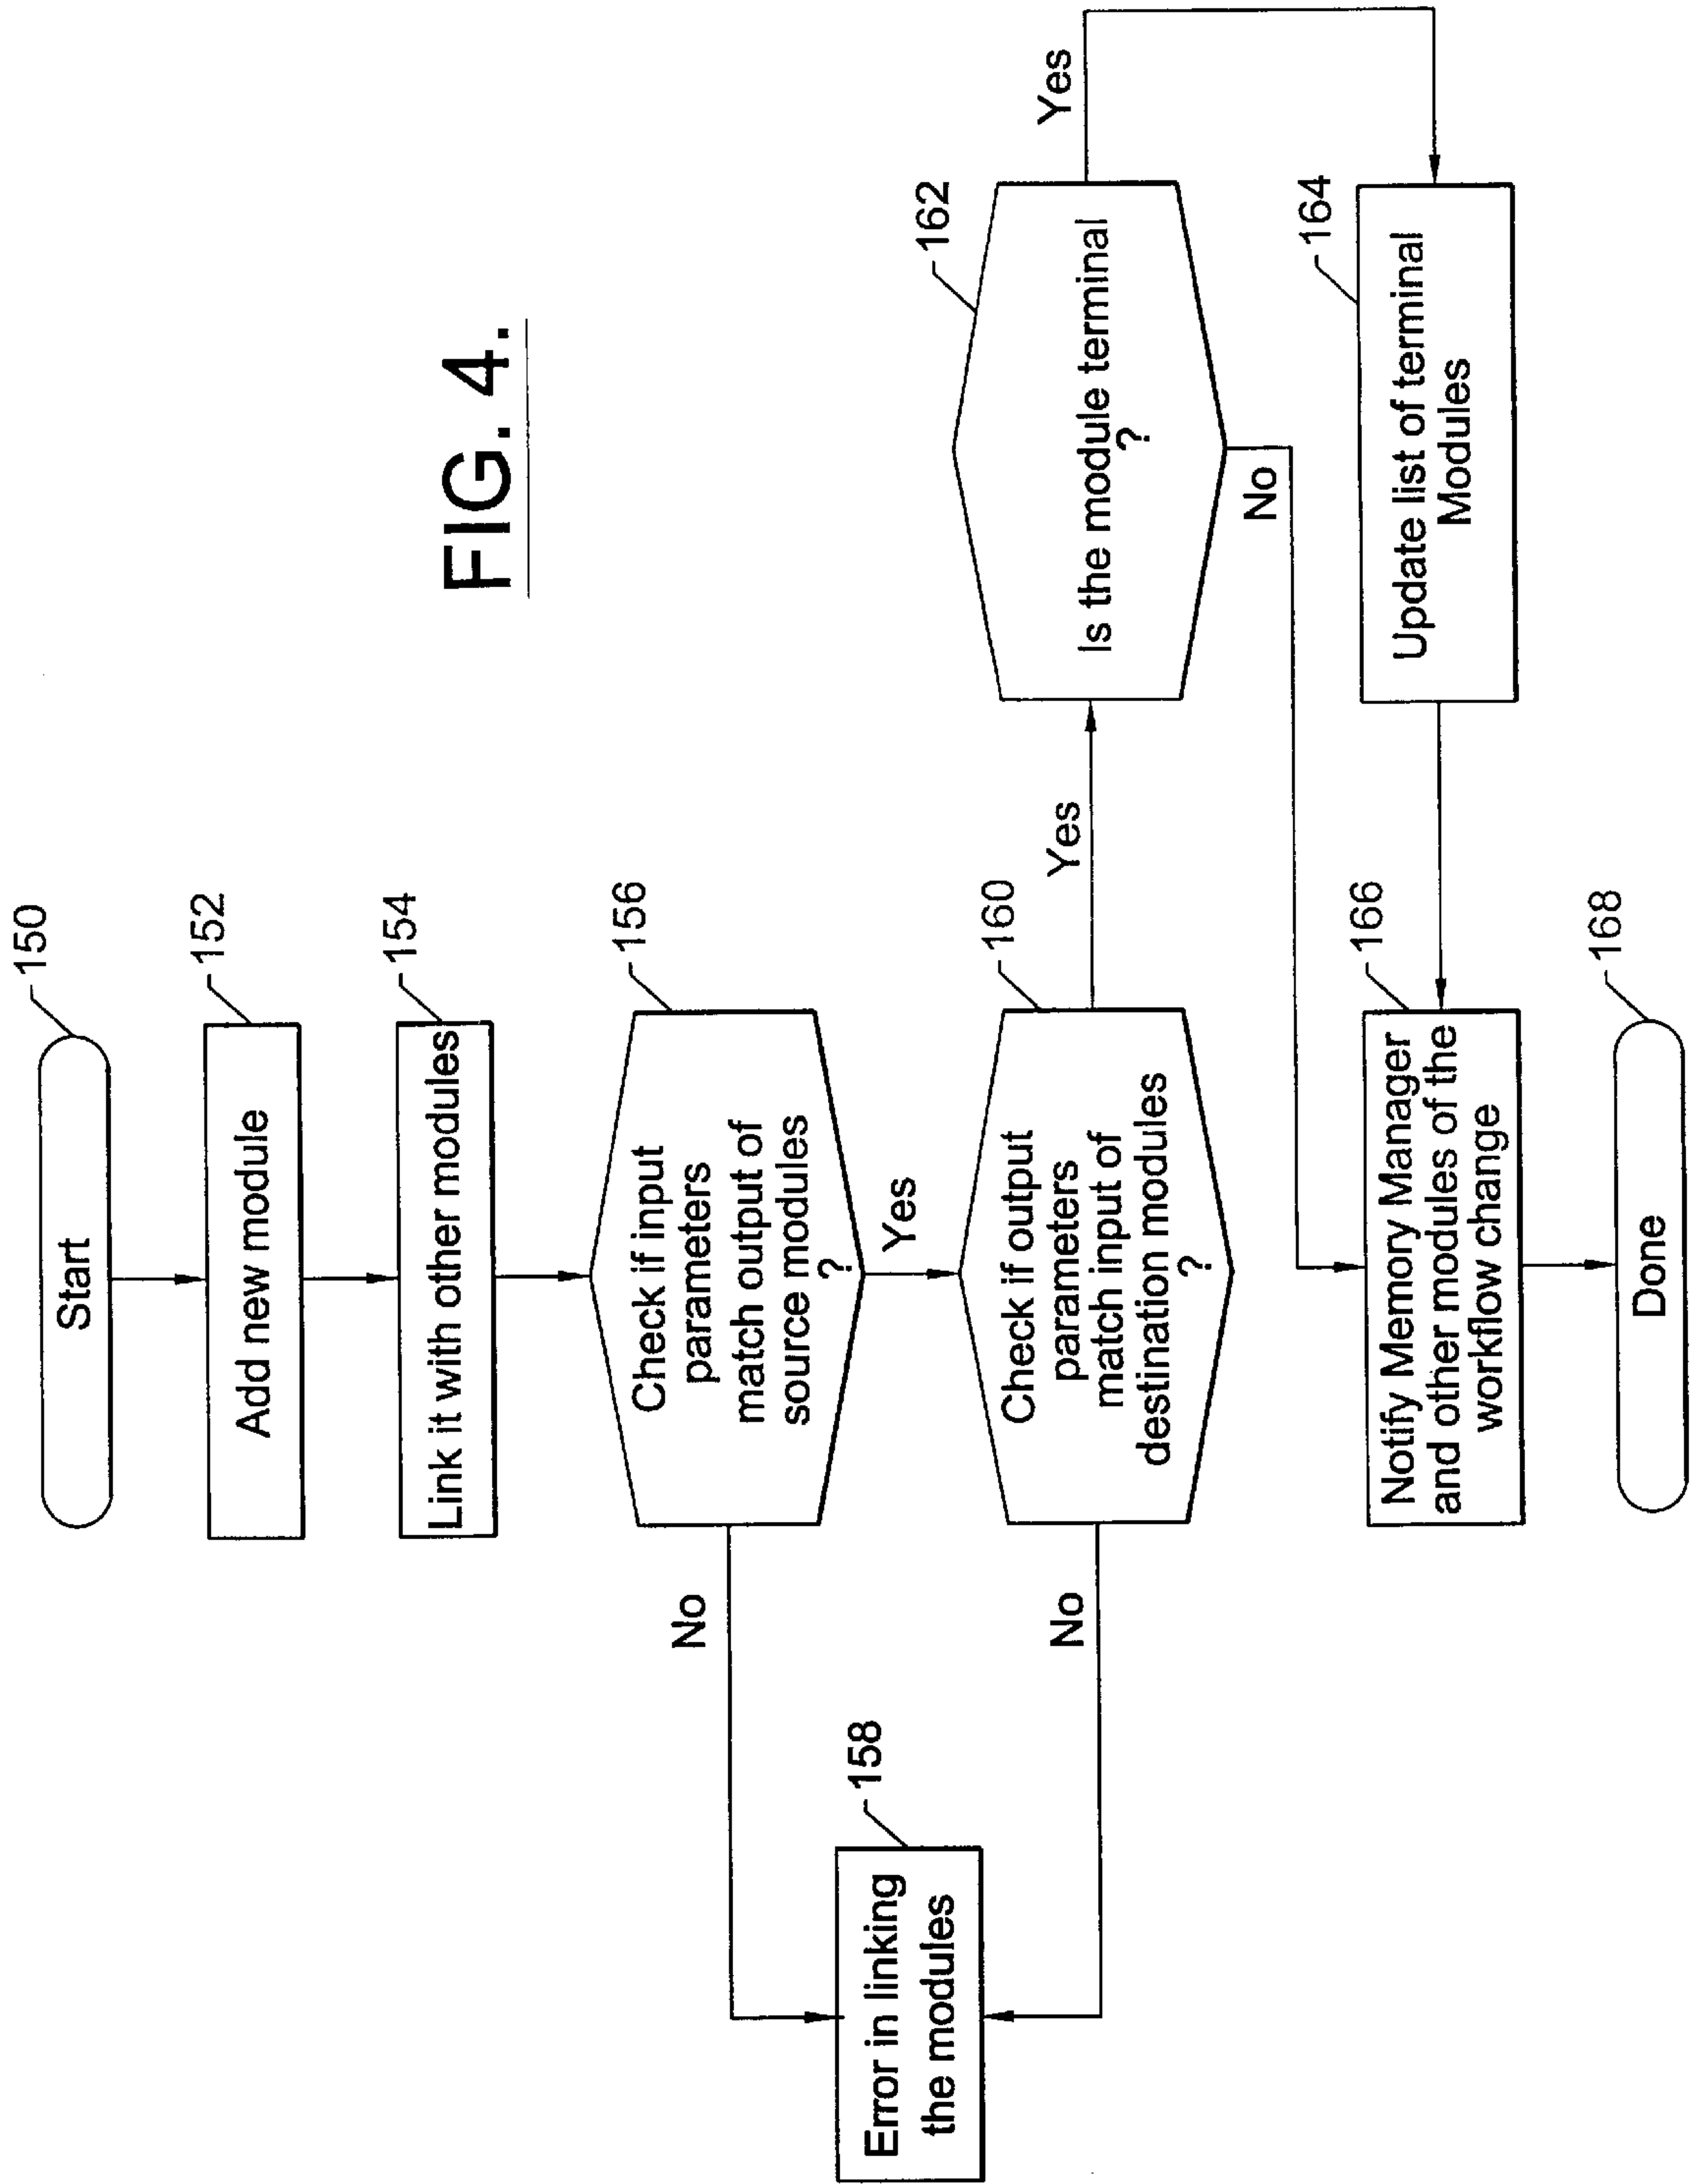 Start
150
Add new module
152
Link it with other modules
154
Check if input
parameters
match output of
source modules
?
156
No
Yes
Error in linking
the modules
158
Check if output
parameters
match input of
destination modules
?
160
No
Yes
Is the module terminal
?
162
Yes
No
Update list of terminal
Modules
164
Notify Memory Manager
and other modules of the
workflow change
166
Done
168
FIG. 4.